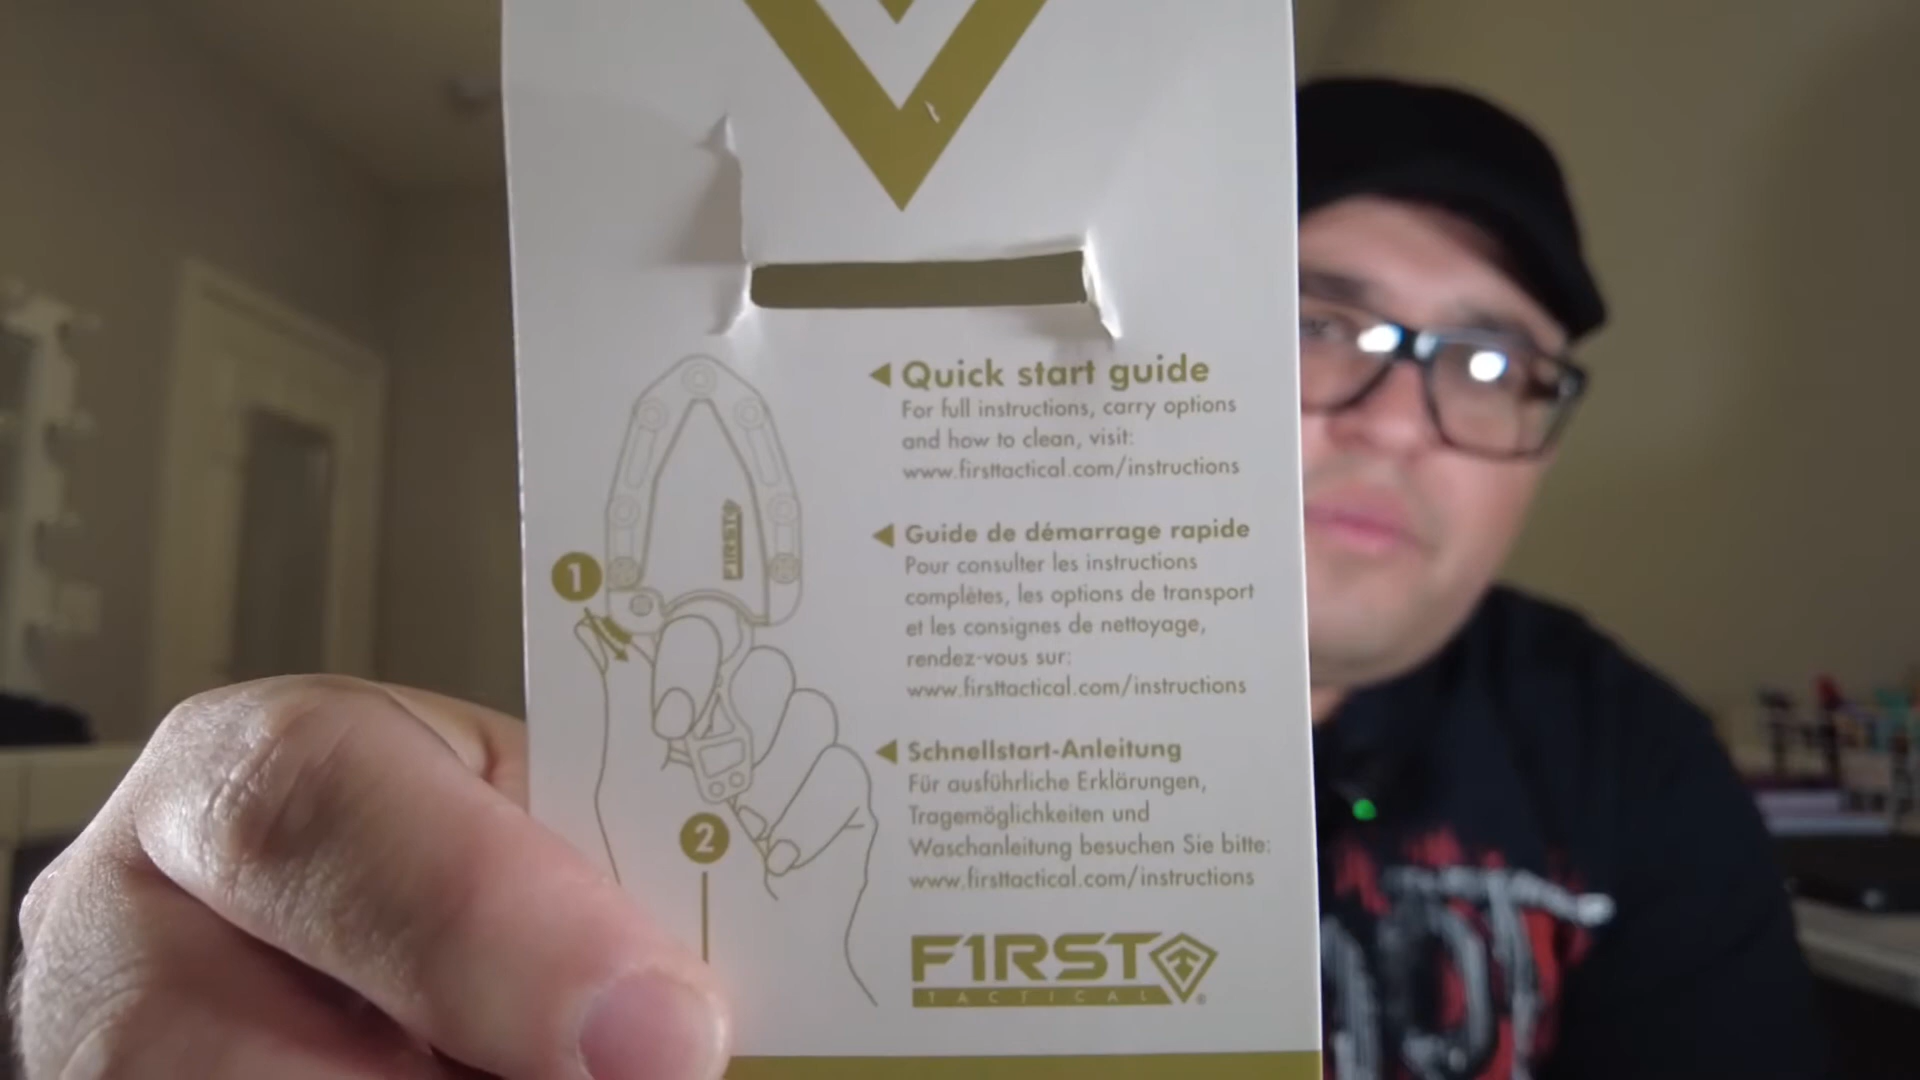 Quick start guide
For full instructions, carry options
and how to clean, visit:
www.firsttactical.com/instructions
Guide de démarrage rapide
Pour consulter les instructions
complètes, les options de transport
et les consignes de nettoyage,
rendez-vous sur:
www.firsttactical.com/instructions
Schnellstart-Anleitung
Für ausführliche Erklärungen,
Tragemöglichkeiten und
Waschanleitung besuchen Sie bitte:
www.firsttactical.com/instructions
F1RST
TACTICAL
®
F1RST
1
2